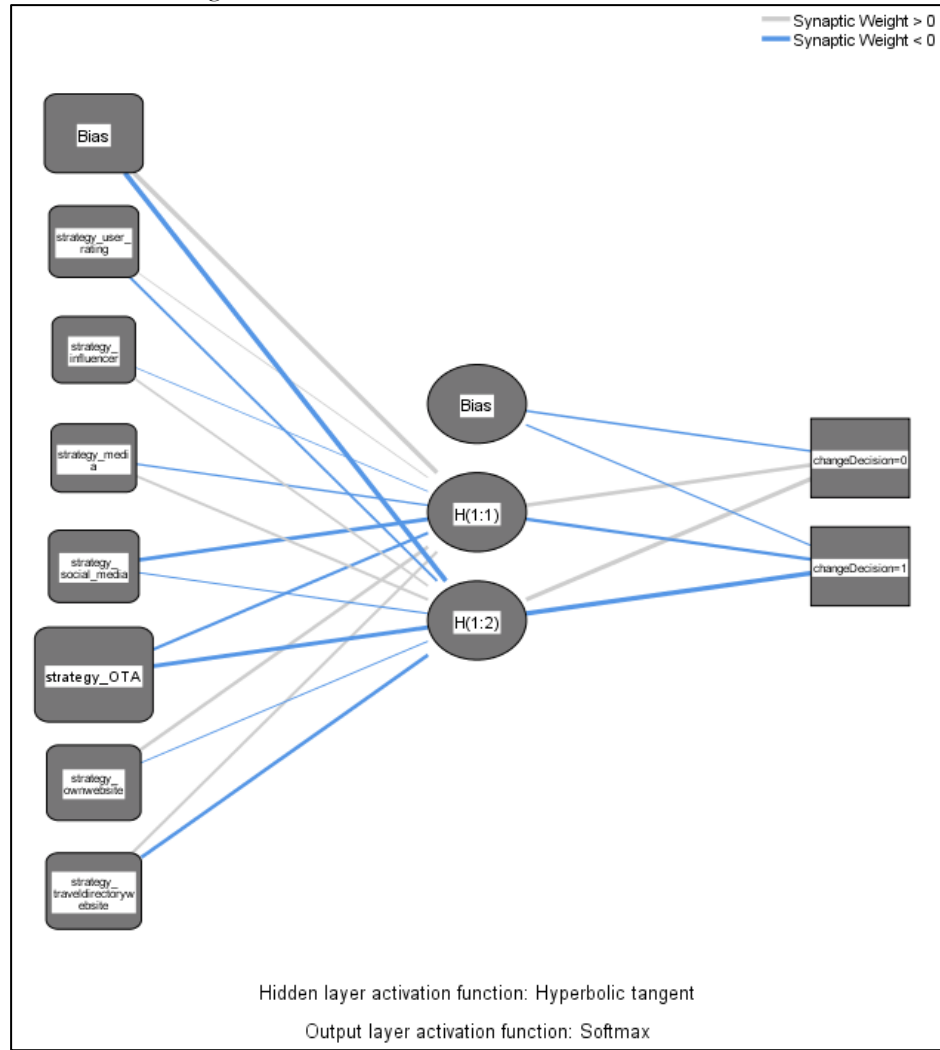 Synaptic Weight > 0
Synaptic Weight < 0
Bias
strategy_user_
rating
strategy_
influencer
strategy_medi
a
strategy_
social_media
strategy_OTA
strategy_
ownwebsite
strategy_
traveldirectoryw
ebsite
Bias
H(1:1)
H(1:2)
changeDecision=0
changeDecision=1
Hidden layer activation function: Hyperbolic tangent
Output layer activation function: Softmax